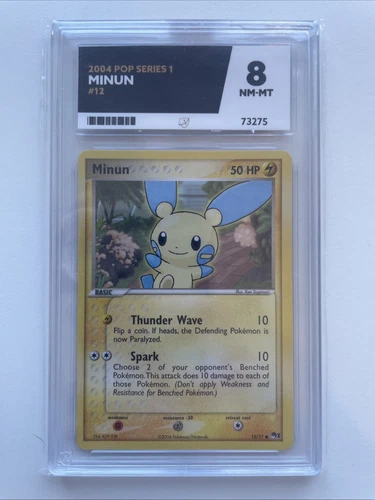 2004 POP SERIES 1
MINUN
#12
8
NM-MT
73275
Minun
50 HP
BASIC
Thunder Wave 10
Flip a coin. If heads, the Defending Pokémon is
now Paralyzed.
Spark 10
Choose 2 of your opponent's Benched
Pokémon. This attack does 10 damage to each of
those Pokémon. (Don't apply Weakness and
Resistance for Benched Pokémon.)
weakness
resistance -30
retreat cost
©2004 Pokémon/Nintendo